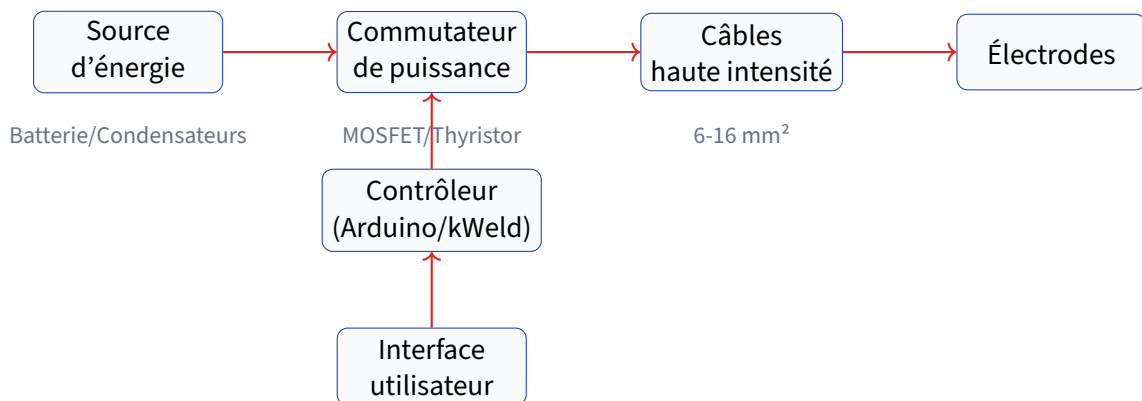 Source
d’énergie
Commutateur
de puissance
Câbles
haute intensité
Électrodes
Batterie/Condensateurs
MOSFET/Thyristor
6-16 mm²
Contrôleur
(Arduino/kWeld)
Interface
utilisateur